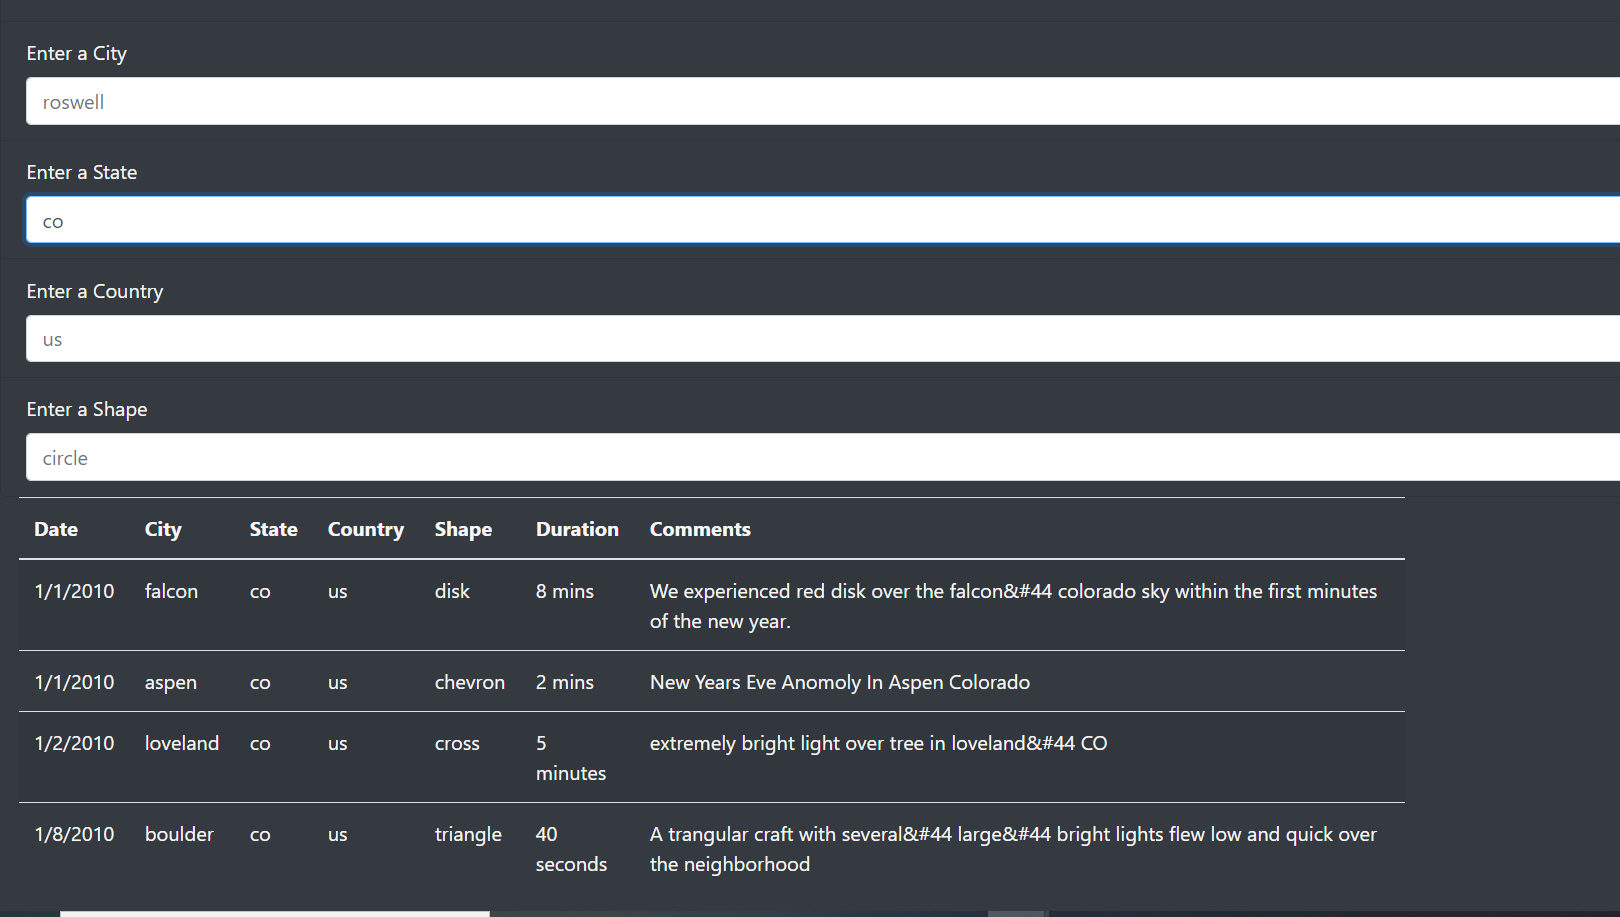 Enter a City
roswell
Enter a State
co
Enter a Country
us
Enter a Shape
circle
Date City State Country Shape Duration Comments
1/1/2010 falcon co us disk 8 mins We experienced red disk over the falcon&#44 colorado sky within the first minutes
of the new year.
1/1/2010 aspen co us chevron 2 mins New Years Eve Anomoly In Aspen Colorado
1/2/2010 loveland co us cross 5 extremely bright light over tree in loveland&#44 CO
minutes
1/8/2010 boulder co us triangle 40 A trangular craft with several&#44 large&#44 bright lights flew low and quick over
seconds the neighborhood